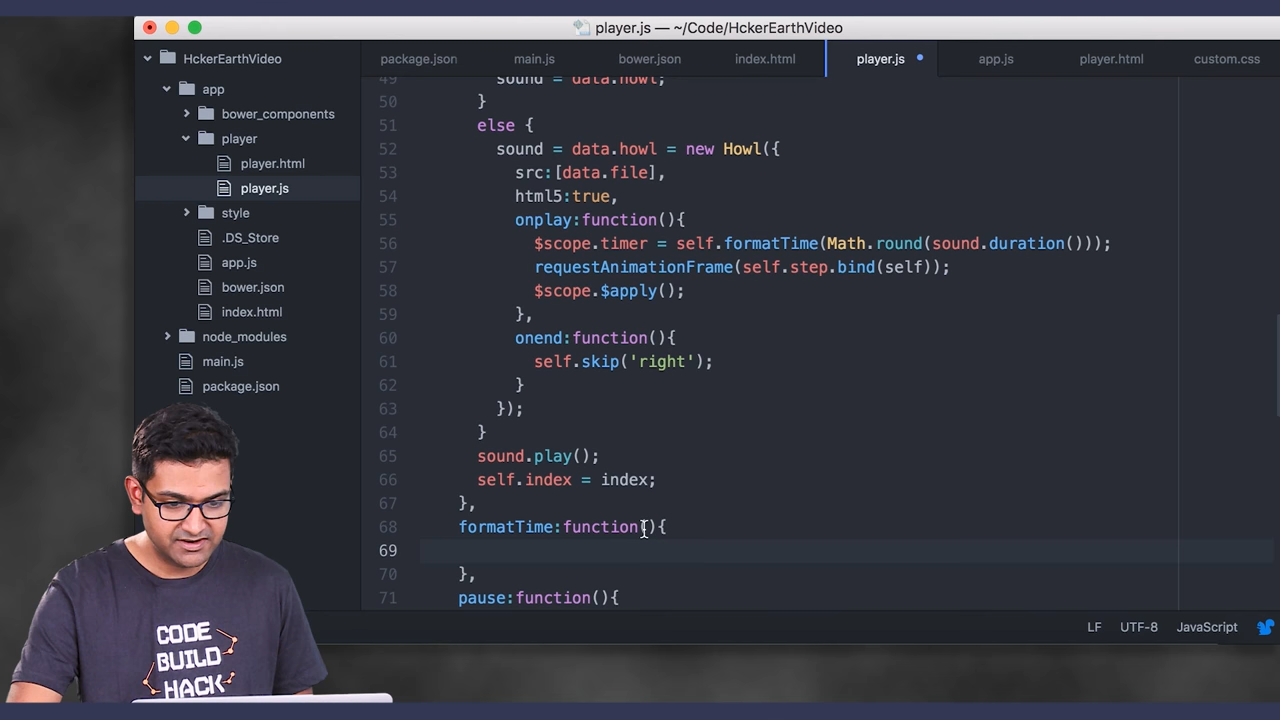 player.js — ~/Code/HckerEarthVideo
HckerEarthVideo
app
bower_components
player
player.html
player.js
style
.DS_Store
app.js
bower.json
index.html
node_modules
main.js
package.json
package.json main.js bower.json index.html player.js app.js player.html custom.css
49 sound = data.howl;
50 }
51 else {
52 sound = data.howl = new Howl({
53 src:[data.file],
54 html5:true,
55 onplay:function(){
56 $scope.timer = self.formatTime(Math.round(sound.duration()));
57 requestAnimationFrame(self.step.bind(self));
58 $scope.$apply();
59 },
60 onend:function(){
61 self.skip('right');
62 }
63 });
64 }
65 sound.play();
66 self.index = index;
67 },
68 formatTime:function(){
69
70 },
71 pause:function(){
LF UTF-8 JavaScript
CODE
BUILD
HACK